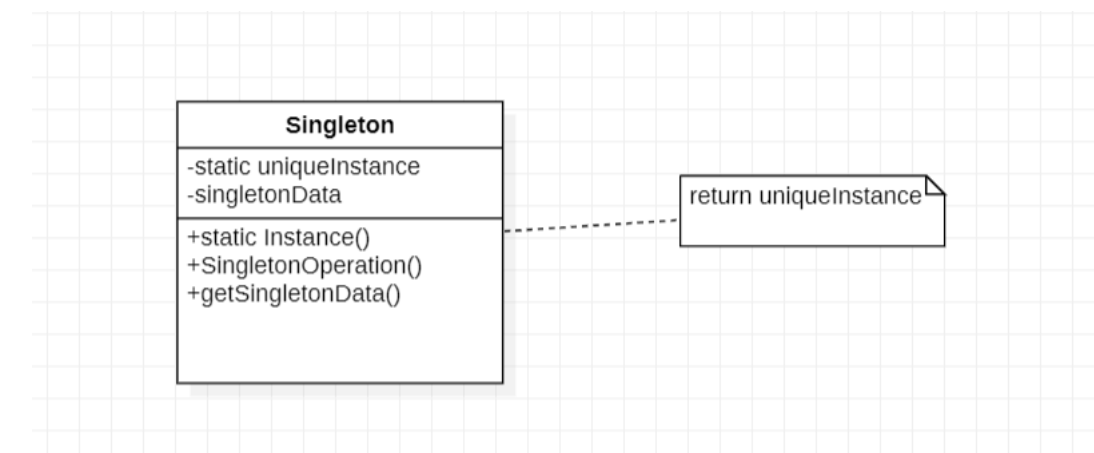 Singleton
-static uniqueInstance
-singletonData
+static Instance()
+SingletonOperation()
+getSingletonData()
return uniqueInstance